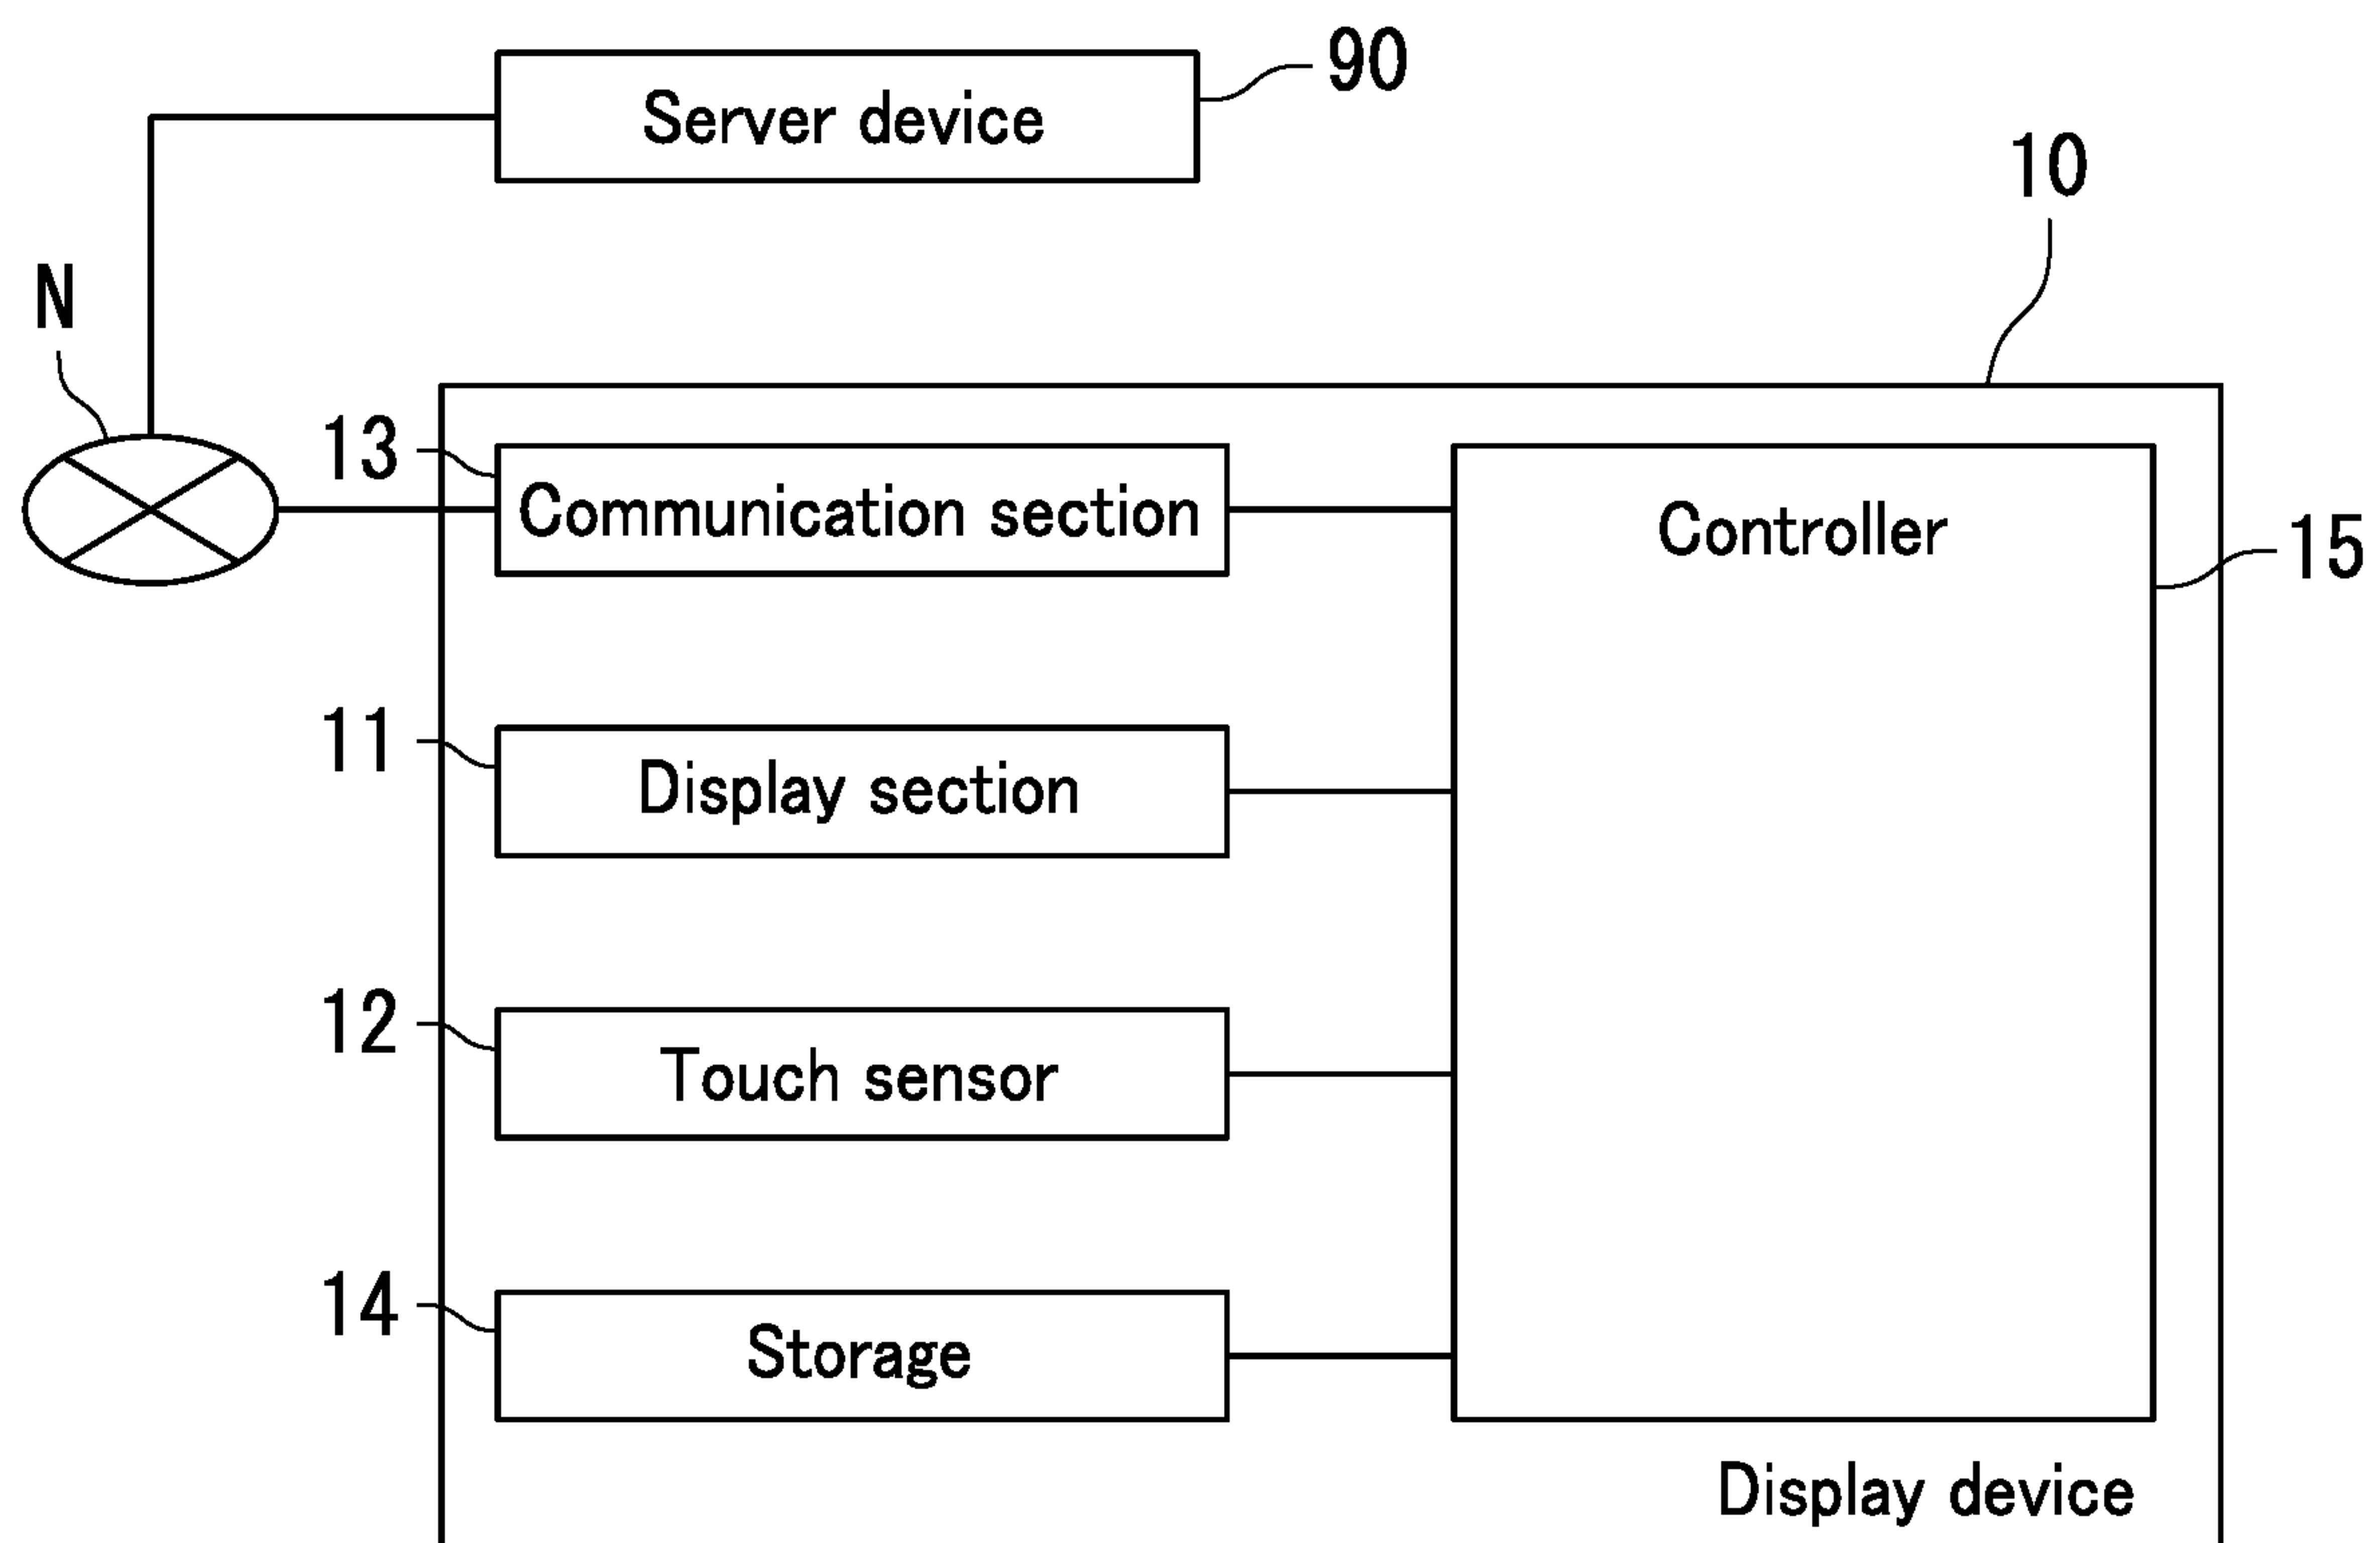 90
Server device
10
N
13
Communication section
Controller
15
11
Display section
12
Touch sensor
14
Storage
Display device